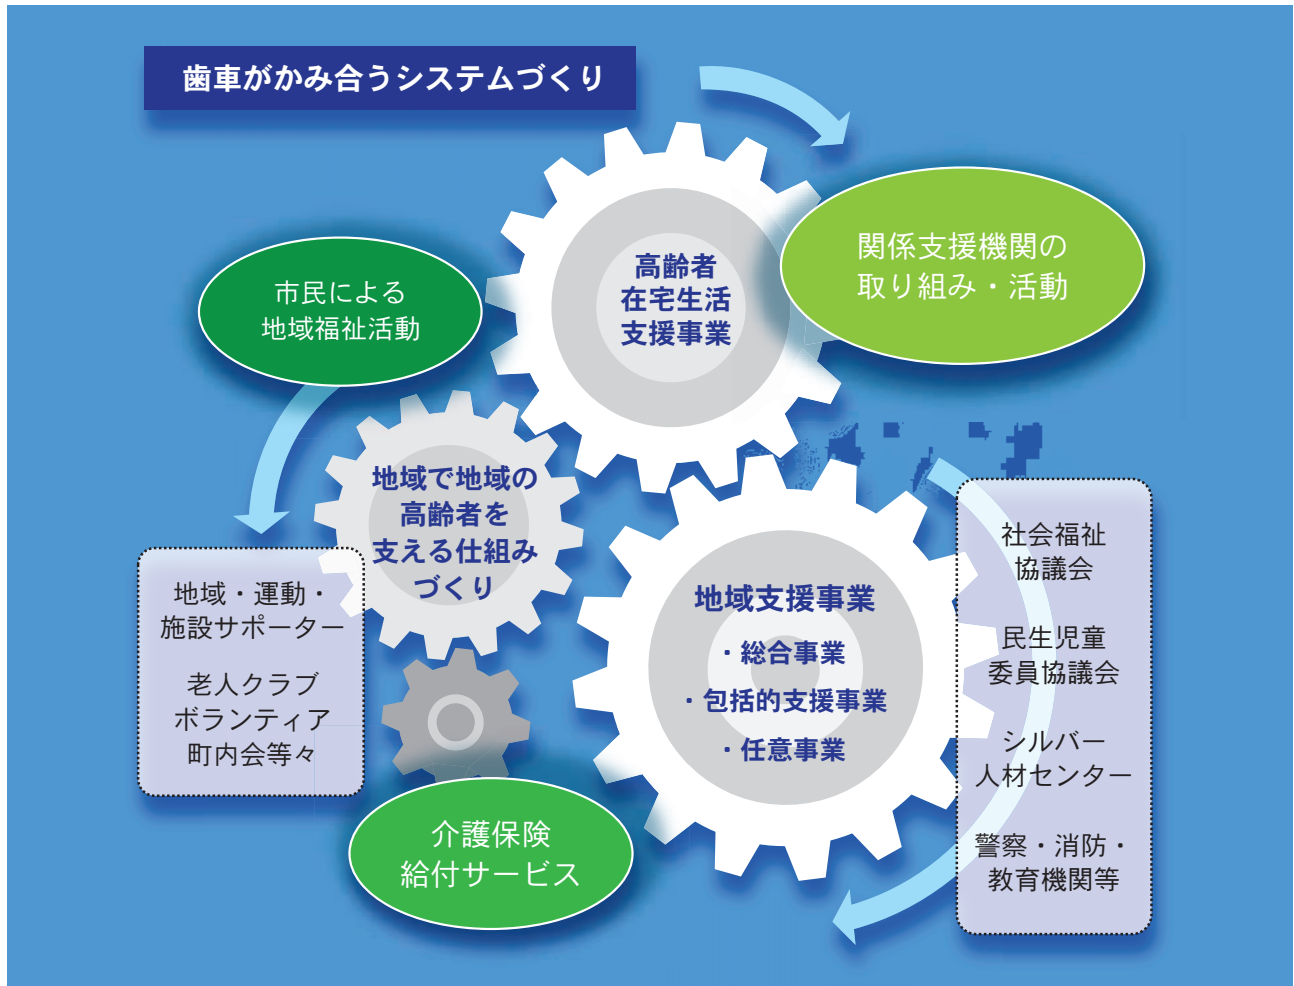 歯車がかみ合うシステムづくり
高齢者
在宅生活
支援事業
関係支援機関の
取り組み・活動
市民による
地域福祉活動
地域で地域の
高齢者を
支える仕組み
づくり
地域・運動・
施設サポーター
老人クラブ
ボランティア
町内会等々
地域支援事業
・総合事業
・包括的支援事業
・任意事業
社会福祉
協議会
民生児童
委員協議会
シルバー
人材センター
警察・消防・
教育機関等
介護保険
給付サービス